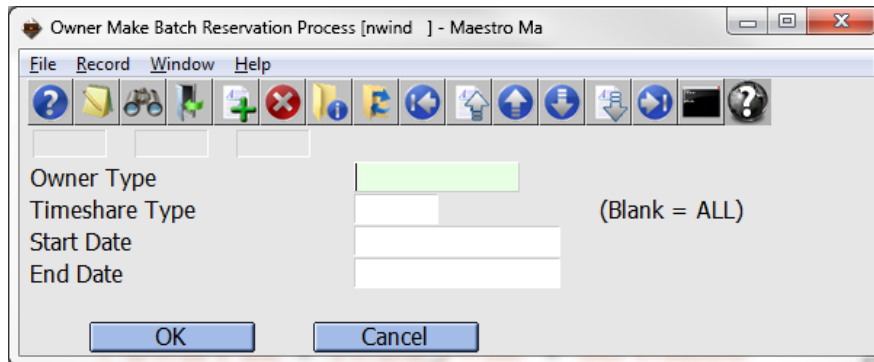 Owner Make Batch Reservation Process [nwind ] - Maestro Ma
File Record Window Help
Owner Type
Timeshare Type (Blank = ALL)
Start Date
End Date
OK Cancel